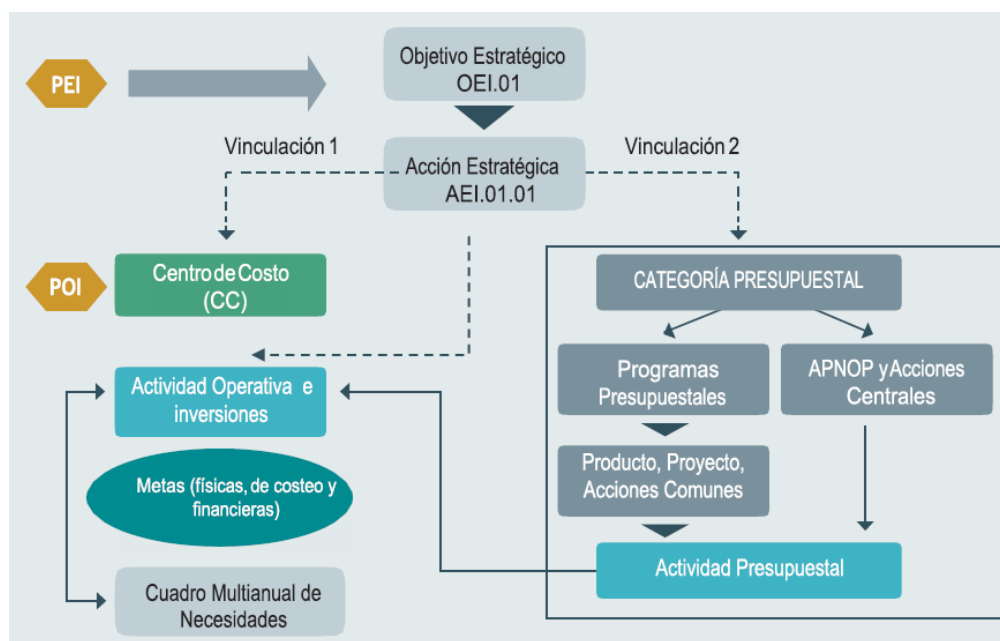 Objetivo Estratégico
OEI.01
PEI
Vinculación 1
Vinculación 2
Acción Estratégica
AEI.01.01
POI
Centro de Costo
(CC)
CATEGORÍA PRESUPUESTAL
Programas
Presupuestales
APNOP y Acciones
Centrales
Actividad Operativa e
inversiones
Producto, Proyecto,
Acciones Comunes
Metas (físicas, de costeo y
financieras)
Actividad Presupuestal
Cuadro Multianual de
Necesidades